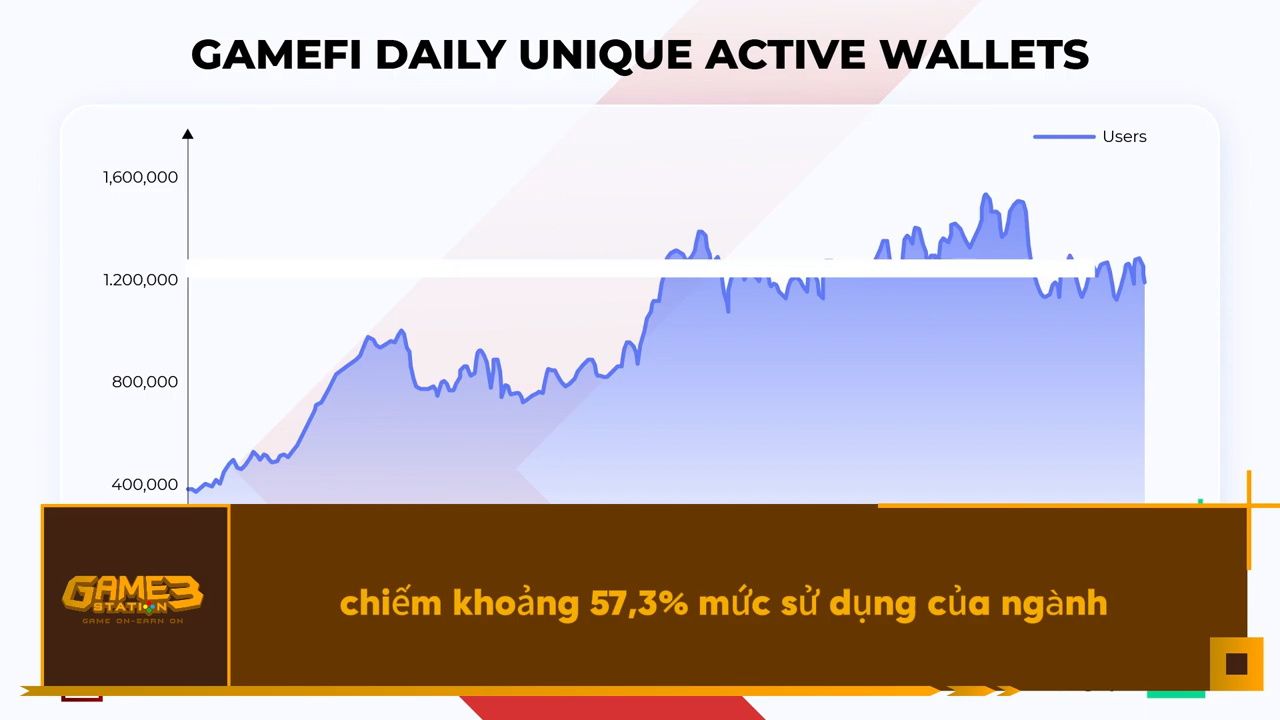 GAMEFI DAILY UNIQUE ACTIVE WALLETS
Users
1,600,000
1,200,000
800,000
400,000
GAME3
STATION
GAME ON-EARN ON
chiếm khoảng 57,3% mức sử dụng của ngành